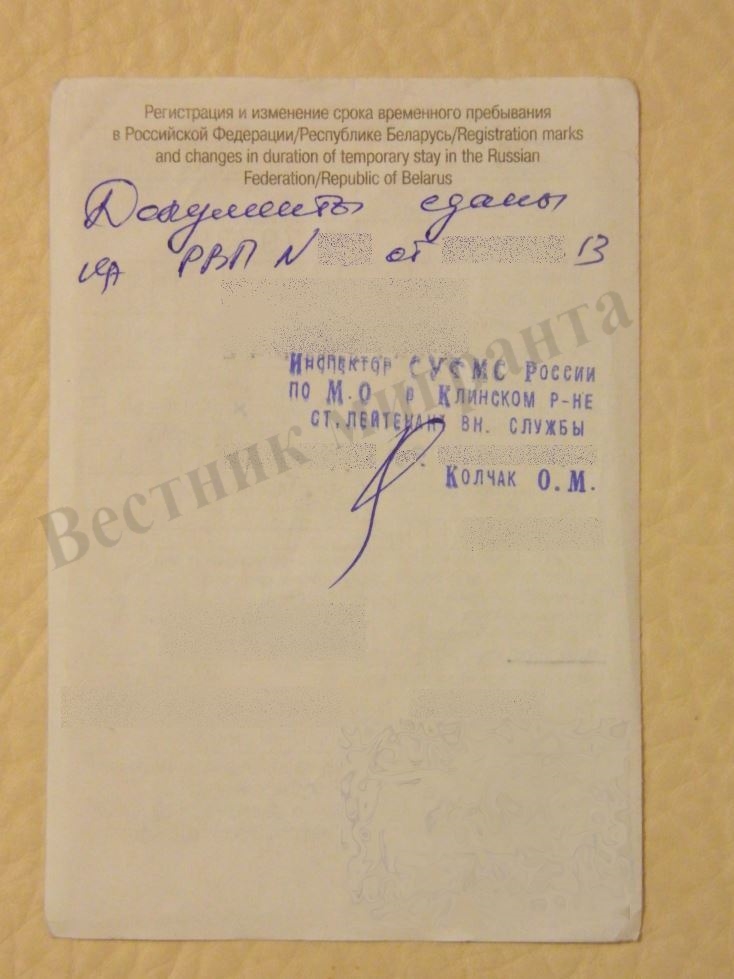 Регистрация и изменение срока временного пребывания
в Российской Федерации/Республике Беларусь/Registration marks
and changes in duration of temporary stay in the Russian
Federation/Republic of Belarus
Документы сданы
на РВП N от 13
Инспектор СУФМС России
по М.О в Клинском р-не
ст. лейтенант вн. службы
Колчак О.М.
Вестник мигранта